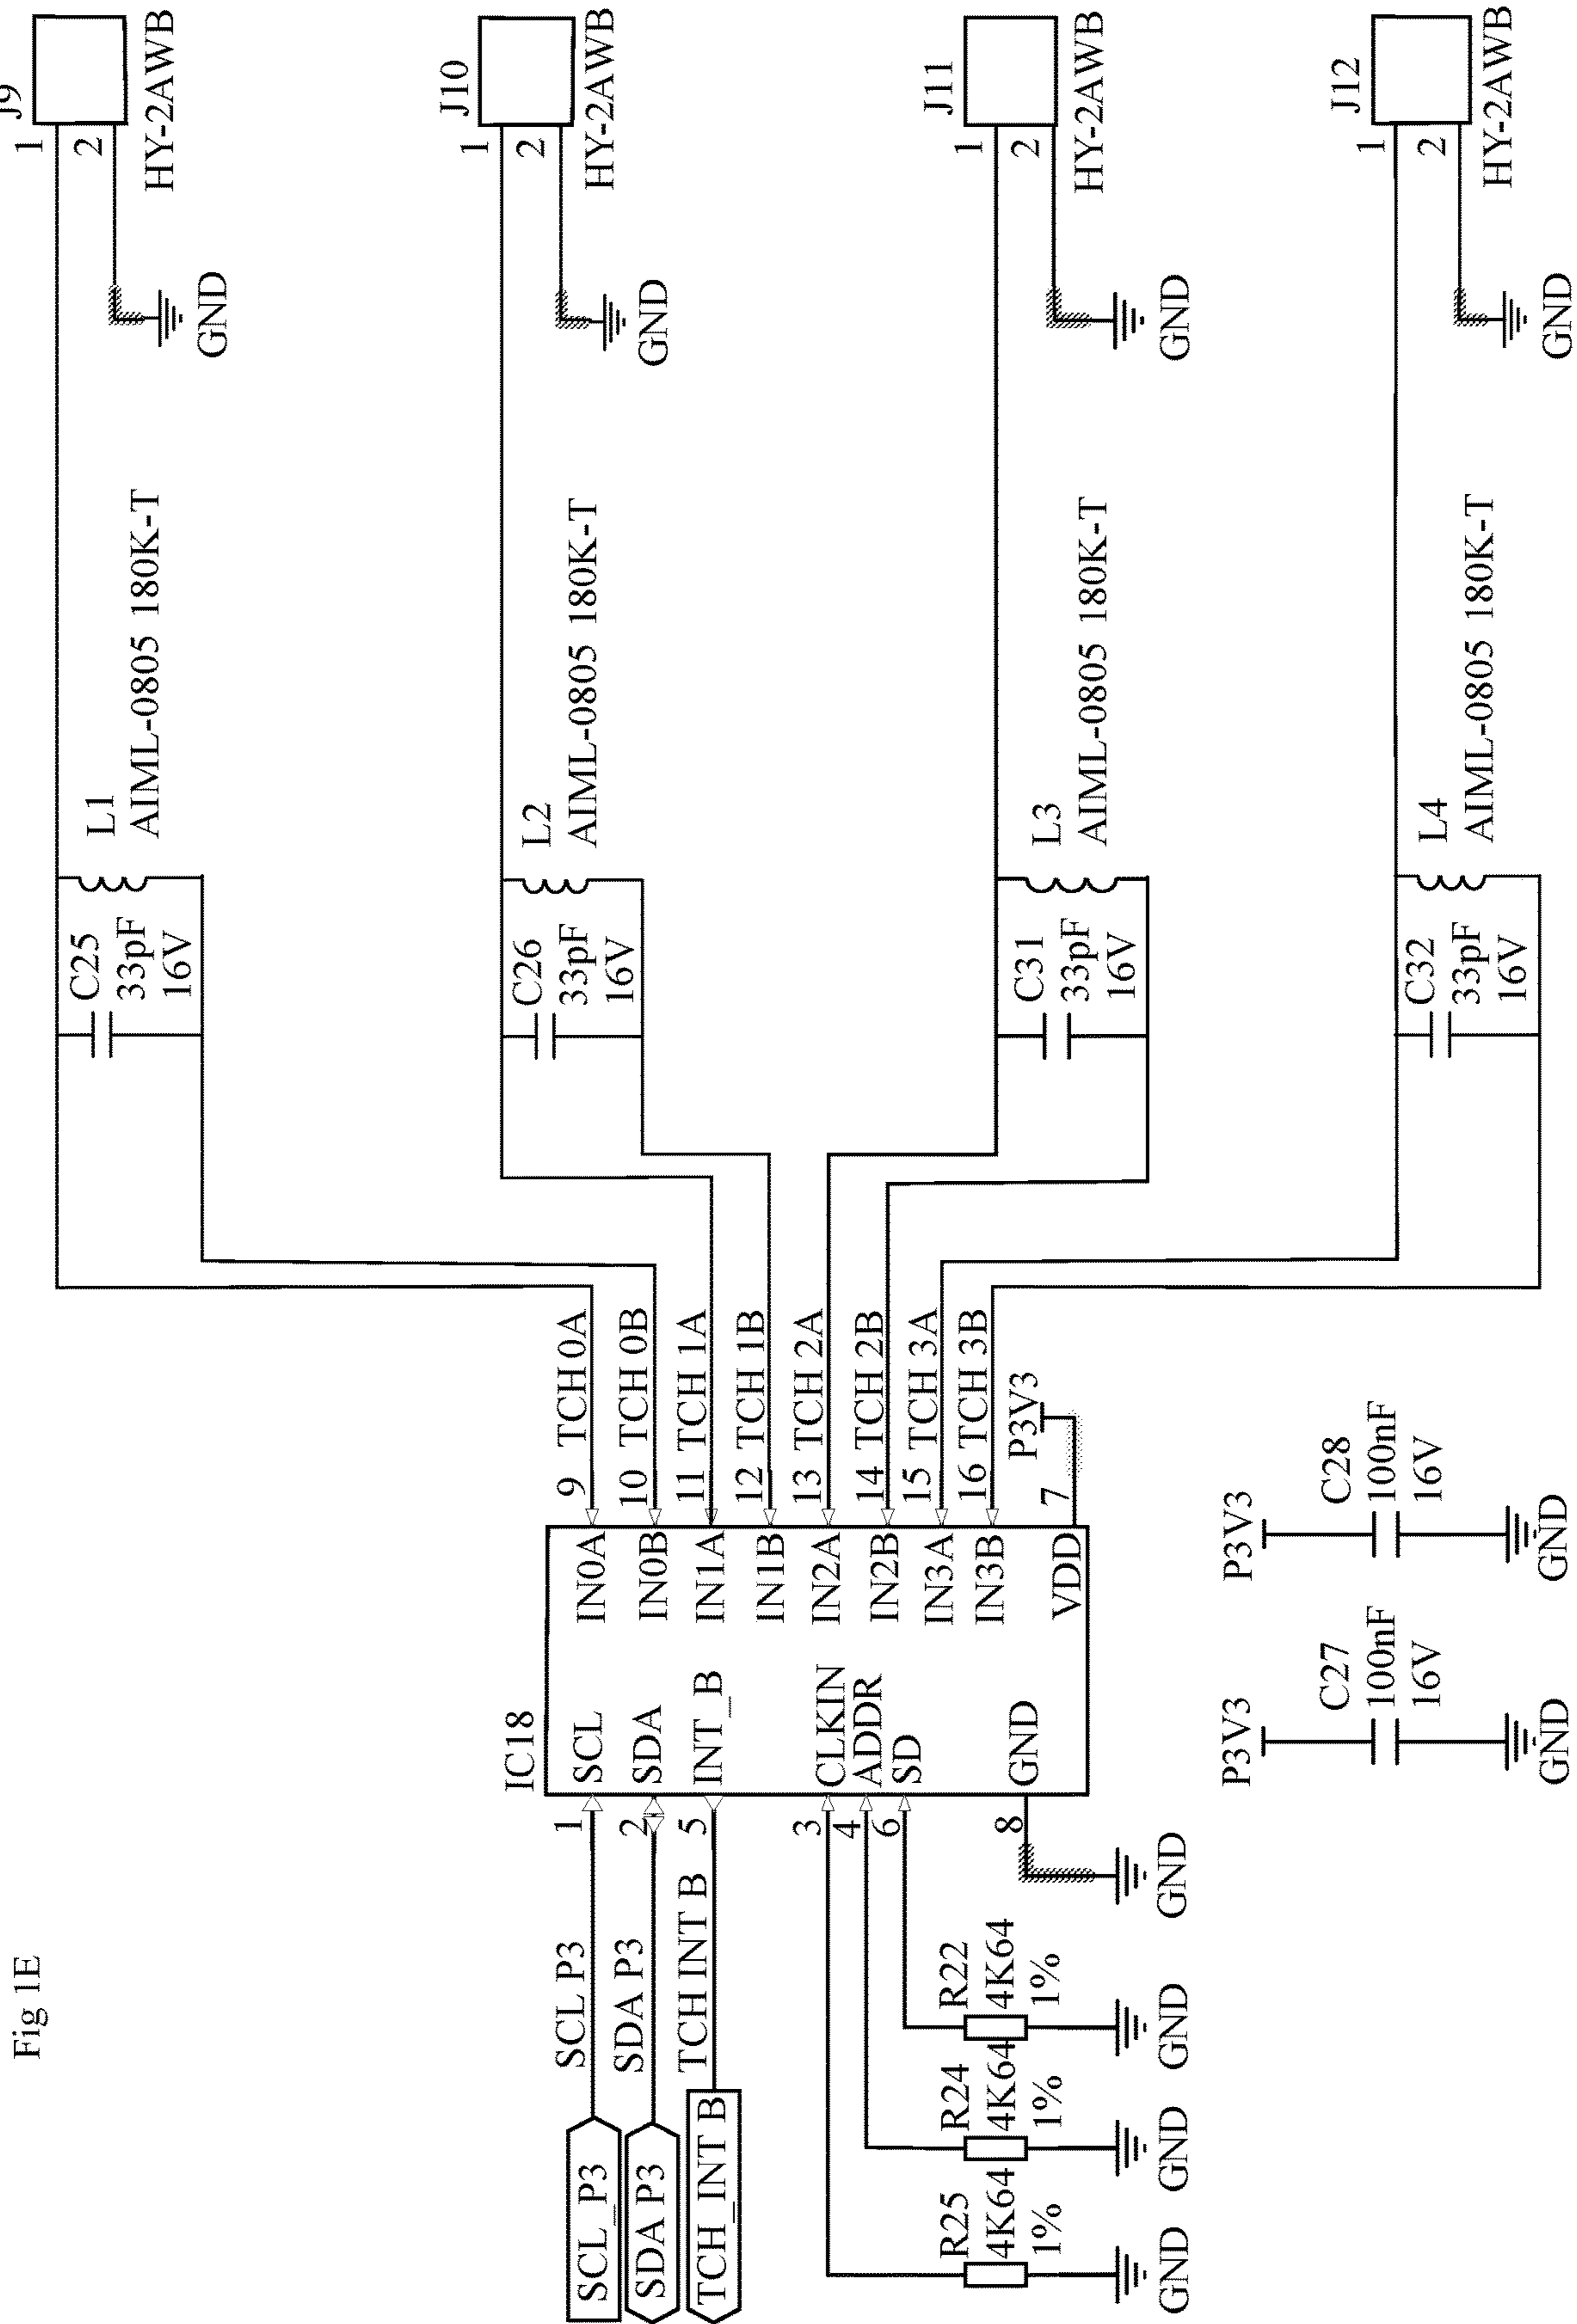 Fig 1E
SCL_P3
SDA P3
TCH_INT B
SCL P3
SDA P3
TCH INT B
1
2
5
3
4
6
8
IC18
SCL
SDA
INT_B
CLKIN
ADDR
SD
GND
IN0A
IN0B
IN1A
IN1B
IN2A
IN2B
IN3A
IN3B
VDD
9 TCH 0A
10 TCH 0B
11 TCH 1A
12 TCH 1B
13 TCH 2A
14 TCH 2B
15 TCH 3A
16 TCH 3B
7
P3V3
R25
4K64
1%
GND
R24
4K64
1%
GND
R22
4K64
1%
GND
GND
P3V3
C27
100nF
16V
GND
P3V3
C28
100nF
16V
GND
C25
33pF
16V
L1
AIML-0805 180K-T
GND
J9
1
2
HY-2AWB
C26
33pF
16V
L2
AIML-0805 180K-T
GND
J10
1
2
HY-2AWB
C31
33pF
16V
L3
AIML-0805 180K-T
GND
J11
1
2
HY-2AWB
C32
33pF
16V
L4
AIML-0805 180K-T
GND
J12
1
2
HY-2AWB